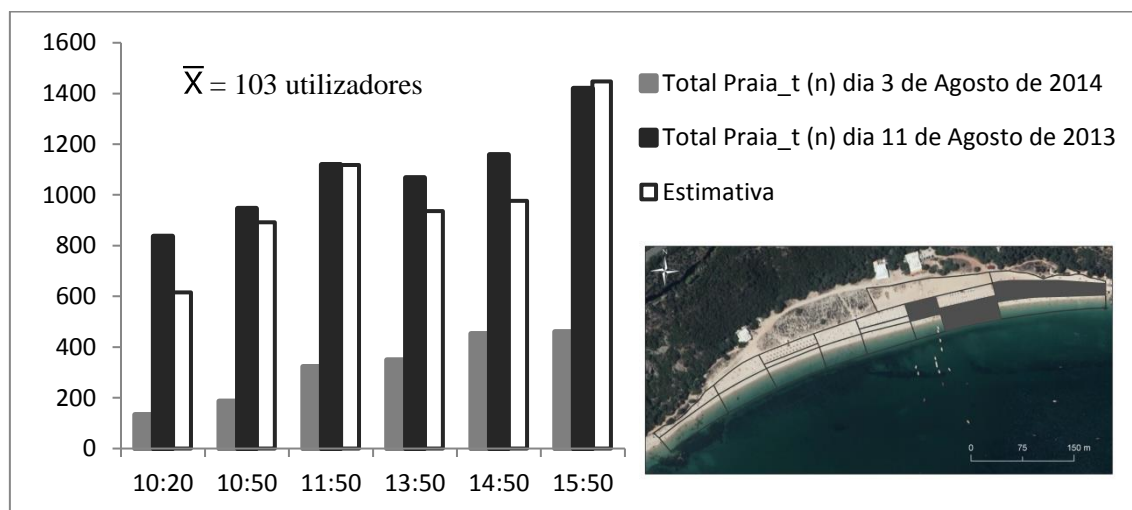 1600
1400
1200
1000
800
600
400
200
0
X̅ = 103 utilizadores
10:20 10:50 11:50 13:50 14:50 15:50
Total Praia_t (n) dia 3 de Agosto de 2014
Total Praia_t (n) dia 11 de Agosto de 2013
Estimativa
0 75 150 m